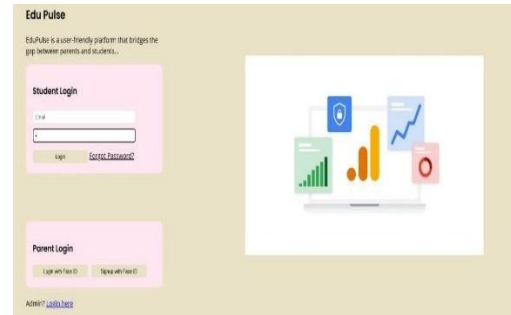 Edu Pulse
EduPulse is a user-friendly platform that bridges the
gap between parents and students...
Student Login
Email
Login Forgot Password?
Parent Login
Login with Face ID Signup with Face ID
Admin? Login here